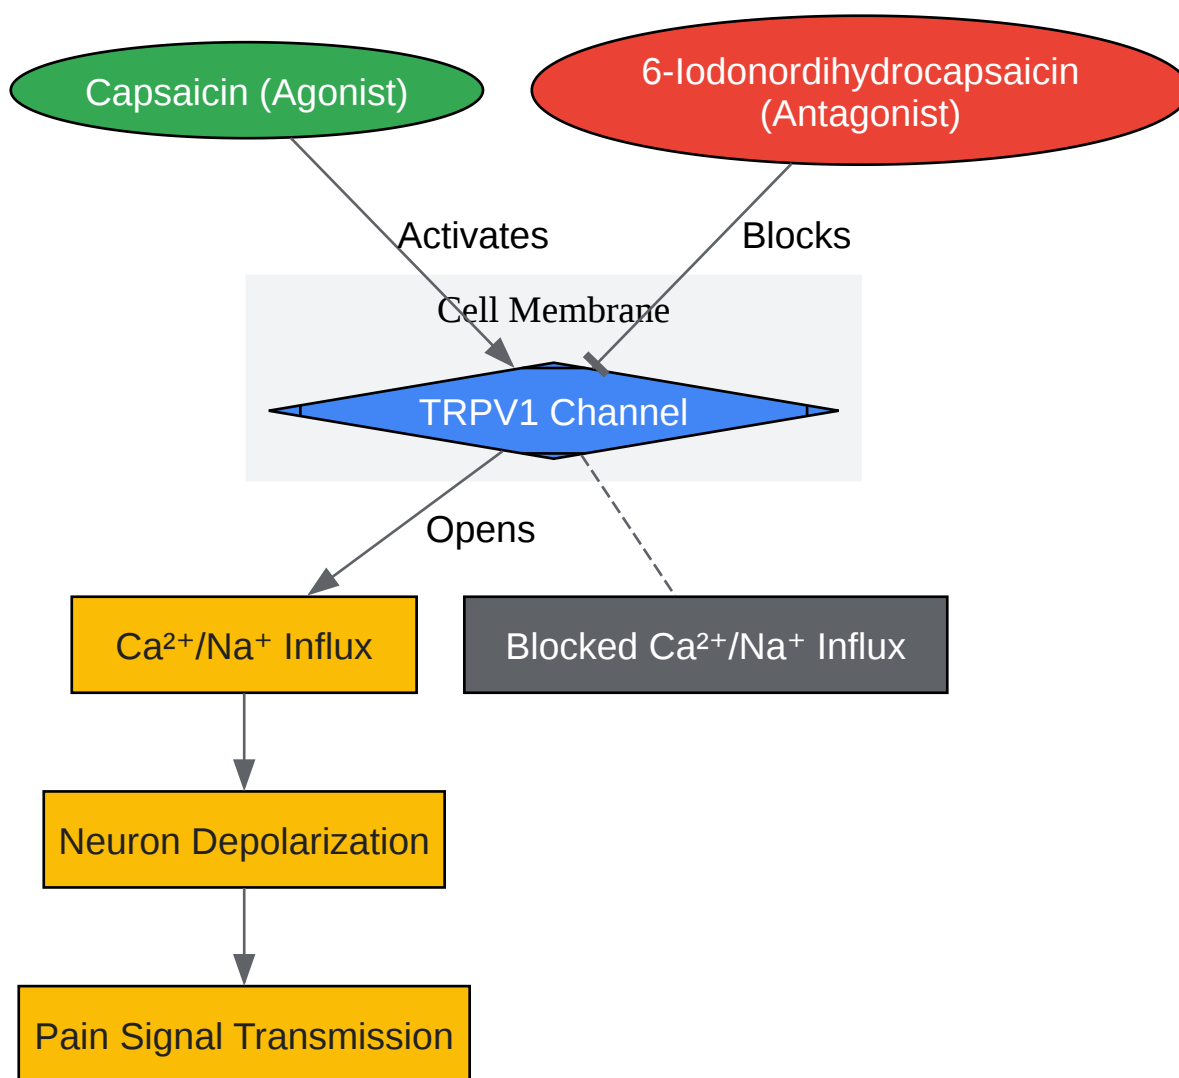 Capsaicin (Agonist)
6-Iodonordihydrocapsaicin
(Antagonist)
Activates
Blocks
Cell Membrane
TRPV1 Channel
Opens
Ca²⁺/Na⁺ Influx
Blocked Ca²⁺/Na⁺ Influx
Neuron Depolarization
Pain Signal Transmission